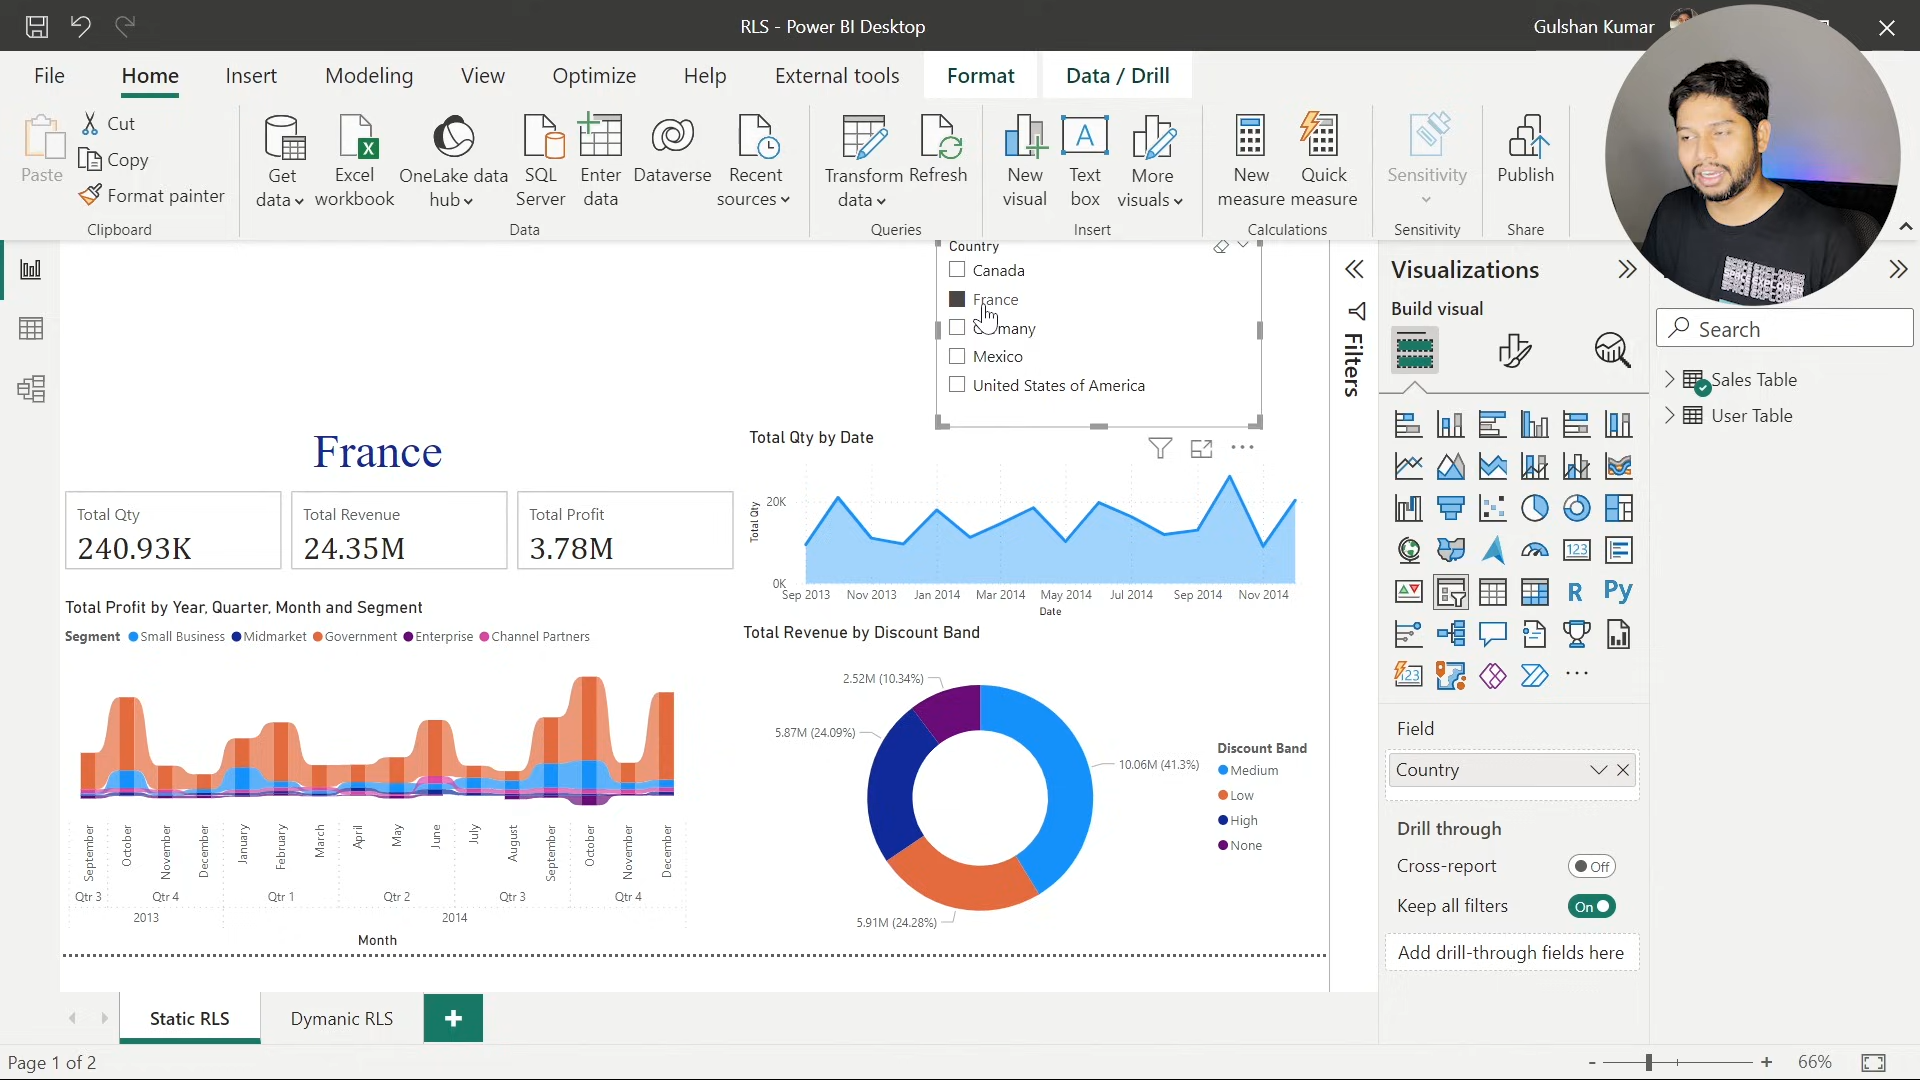 RLS - Power BI Desktop
Gulshan Kumar
File
Home
Insert
Modeling
View
Optimize
Help
External tools
Format
Data / Drill
Paste
Cut
Copy
Format painter
Clipboard
Get data
Excel workbook
OneLake data hub
SQL Server
Enter data
Dataverse
Recent sources
Data
Transform data
Refresh
Queries
New visual
Text box
More visuals
Insert
New measure
Quick measure
Calculations
Sensitivity
Sensitivity
Publish
Share
Country
Canada
France
Mexico
United States of America
Filters
Visualizations
Build visual
Search
Sales Table
User Table
France
Total Qty
240.93K
Total Revenue
24.35M
Total Profit
3.78M
Total Qty by Date
Total Qty
20K
0K
Sep 2013
Nov 2013
Jan 2014
Mar 2014
May 2014
Jul 2014
Sep 2014
Nov 2014
Date
Total Profit by Year, Quarter, Month and Segment
Segment
Small Business
Midmarket
Government
Enterprise
Channel Partners
September
October
November
December
January
February
March
April
May
June
July
August
September
October
November
December
Qtr 3
Qtr 4
Qtr 1
Qtr 2
Qtr 3
Qtr 4
2013
2014
Month
Total Revenue by Discount Band
2.52M (10.34%)
5.87M (24.09%)
10.06M (41.3%)
5.91M (24.28%)
Discount Band
Medium
Low
High
None
123
R
Py
123
Field
Country
Drill through
Cross-report
Off
Keep all filters
On
Add drill-through fields here
Static RLS
Dymanic RLS
Page 1 of 2
66%